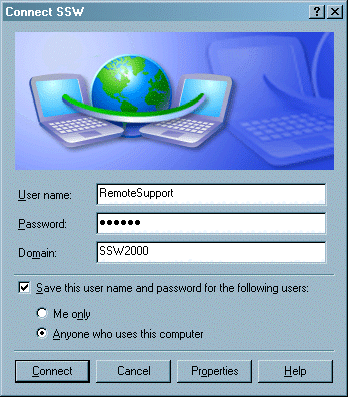 Connect SSW
User name: RemoteSupport
Password: ●●●●●●
Domain: SSW2000
Save this user name and password for the following users:
Me only
Anyone who uses this computer
Connect Cancel Properties Help